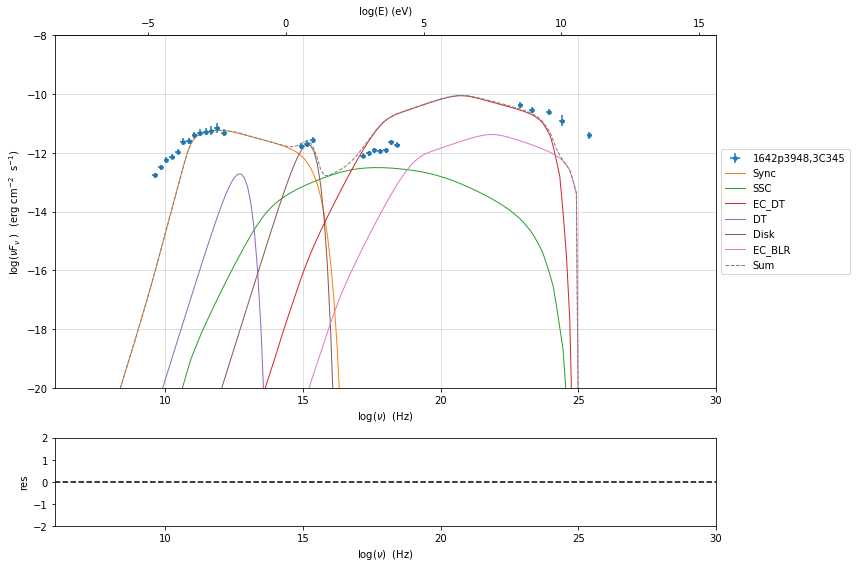 log(E) (eV)
−5 0 5 10 15
−8
−10
−12
−14
−16
−18
−20
log(νFν ) (erg cm⁻² s⁻¹)
10 15 20 25 30
log(ν) (Hz)
1642p3948,3C345
Sync
SSC
EC_DT
DT
Disk
EC_BLR
Sum
2
1
0
−1
−2
res
10 15 20 25 30
log(ν) (Hz)